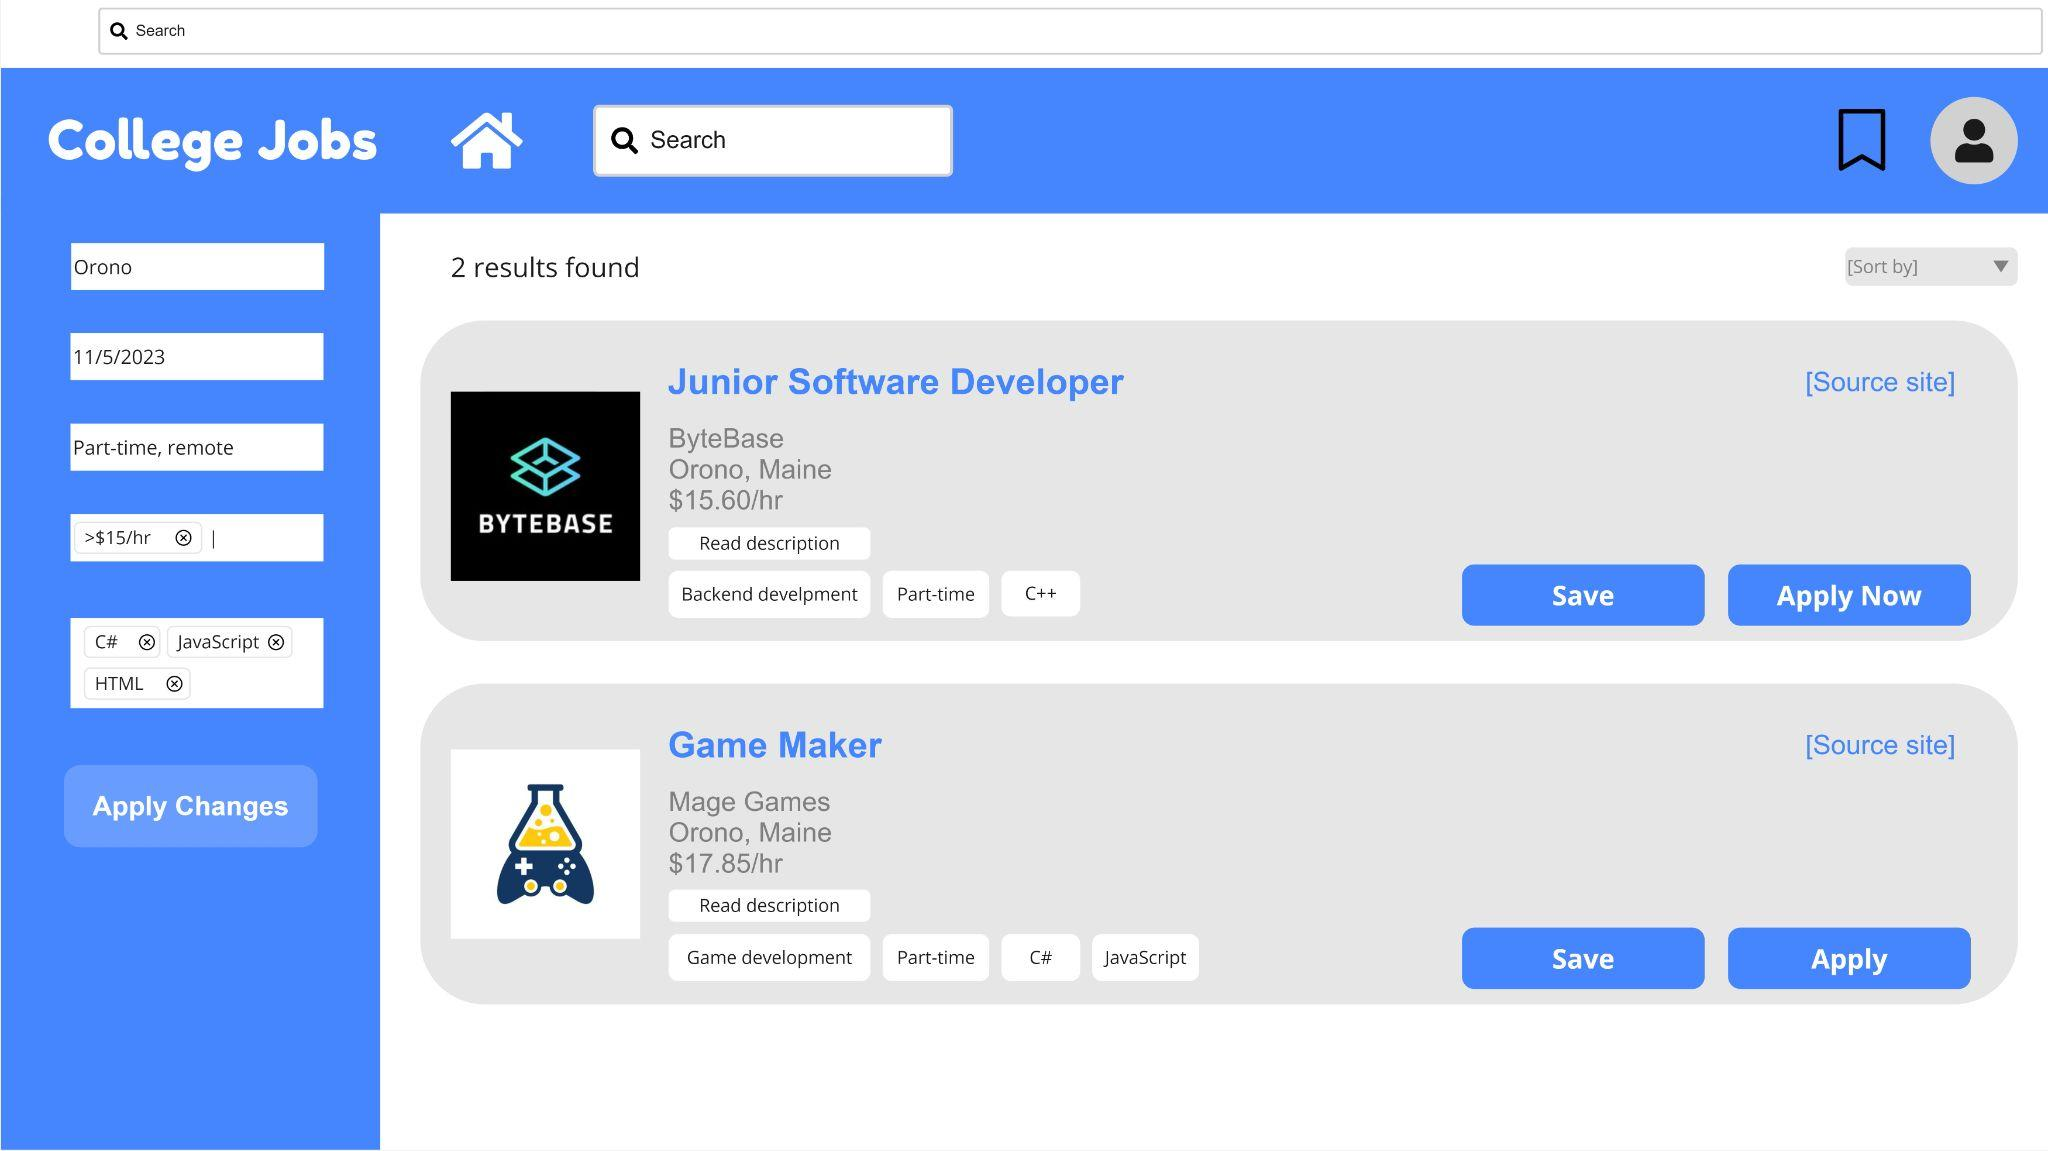 Search
College Jobs
Search
Orono
11/5/2023
Part-time, remote
>$15/hr
C# JavaScript
HTML
Apply Changes
2 results found
[Sort by]
BYTEBASE
Junior Software Developer
[Source site]
ByteBase
Orono, Maine
$15.60/hr
Read description
Backend develpment Part-time C++
Save
Apply Now
Game Maker
[Source site]
Mage Games
Orono, Maine
$17.85/hr
Read description
Game development Part-time C# JavaScript
Save
Apply